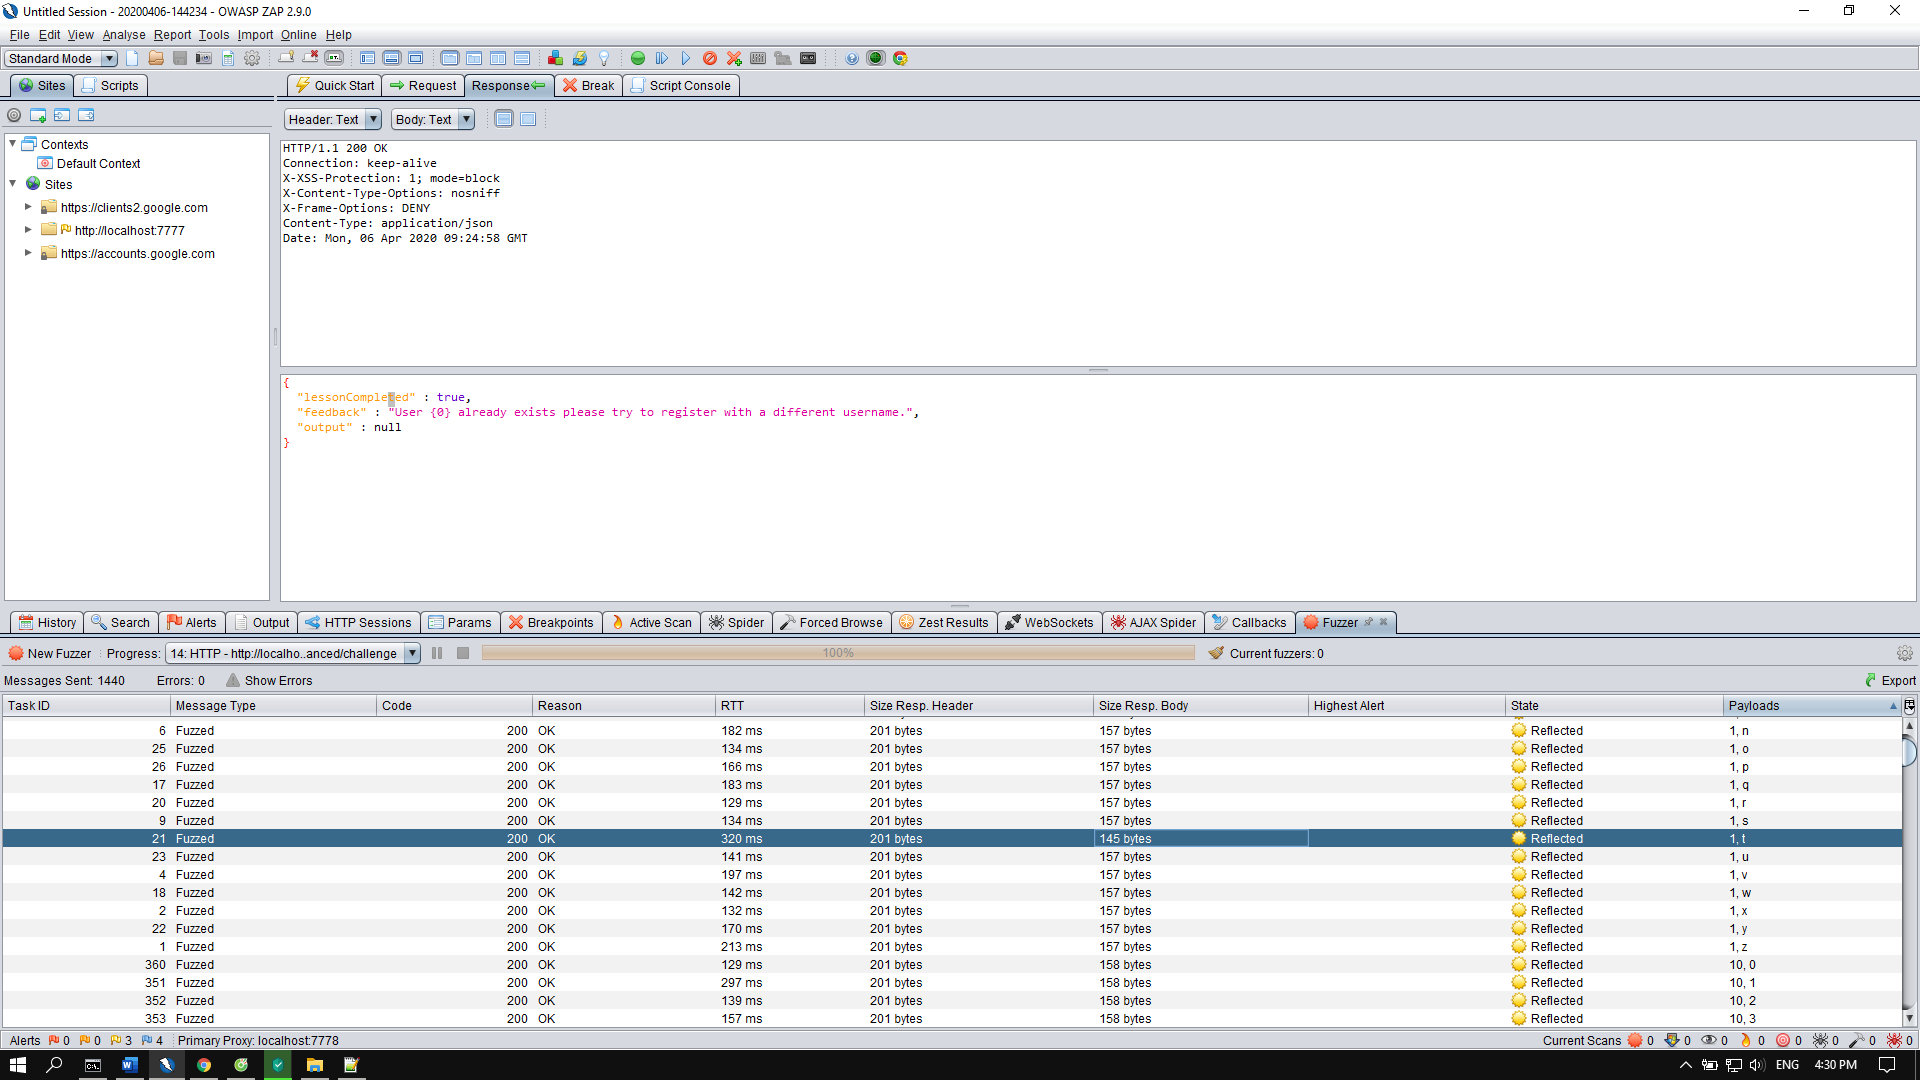 Untitled Session - 20200406-144234 - OWASP ZAP 2.9.0
File Edit View Analyse Report Tools Import Online Help
Standard Mode
Sites Scripts Quick Start Request Response Break Script Console
Header: Text Body: Text
Contexts
Default Context
Sites
https://clients2.google.com
http://localhost:7777
https://accounts.google.com
HTTP/1.1 200 OK
Connection: keep-alive
X-XSS-Protection: 1; mode=block
X-Content-Type-Options: nosniff
X-Frame-Options: DENY
Content-Type: application/json
Date: Mon, 06 Apr 2020 09:24:58 GMT
{
"lessonCompleted" : true,
"feedback" : "User {0} already exists please try to register with a different username.",
"output" : null
}
History Search Alerts Output HTTP Sessions Params Breakpoints Active Scan Spider Forced Browse Zest Results WebSockets AJAX Spider Callbacks Fuzzer
New Fuzzer Progress: 14: HTTP - http://localho..anced/challenge 100% Current fuzzers: 0
Messages Sent: 1440 Errors: 0 Show Errors Export
Task ID Message Type Code Reason RTT Size Resp. Header Size Resp. Body Highest Alert State Payloads
6 Fuzzed 200 OK 182 ms 201 bytes 157 bytes Reflected 1, n
25 Fuzzed 200 OK 134 ms 201 bytes 157 bytes Reflected 1, o
26 Fuzzed 200 OK 166 ms 201 bytes 157 bytes Reflected 1, p
17 Fuzzed 200 OK 183 ms 201 bytes 157 bytes Reflected 1, q
20 Fuzzed 200 OK 129 ms 201 bytes 157 bytes Reflected 1, r
9 Fuzzed 200 OK 134 ms 201 bytes 157 bytes Reflected 1, s
21 Fuzzed 200 OK 320 ms 201 bytes 145 bytes Reflected 1, t
23 Fuzzed 200 OK 141 ms 201 bytes 157 bytes Reflected 1, u
4 Fuzzed 200 OK 197 ms 201 bytes 157 bytes Reflected 1, v
18 Fuzzed 200 OK 142 ms 201 bytes 157 bytes Reflected 1, w
2 Fuzzed 200 OK 132 ms 201 bytes 157 bytes Reflected 1, x
22 Fuzzed 200 OK 170 ms 201 bytes 157 bytes Reflected 1, y
1 Fuzzed 200 OK 213 ms 201 bytes 157 bytes Reflected 1, z
360 Fuzzed 200 OK 129 ms 201 bytes 158 bytes Reflected 10, 0
351 Fuzzed 200 OK 297 ms 201 bytes 158 bytes Reflected 10, 1
352 Fuzzed 200 OK 139 ms 201 bytes 158 bytes Reflected 10, 2
353 Fuzzed 200 OK 157 ms 201 bytes 158 bytes Reflected 10, 3
Alerts 0 0 3 4 Primary Proxy: localhost:7778 Current Scans 0 0 0 0 0 0 0 0
ENG 4:30 PM